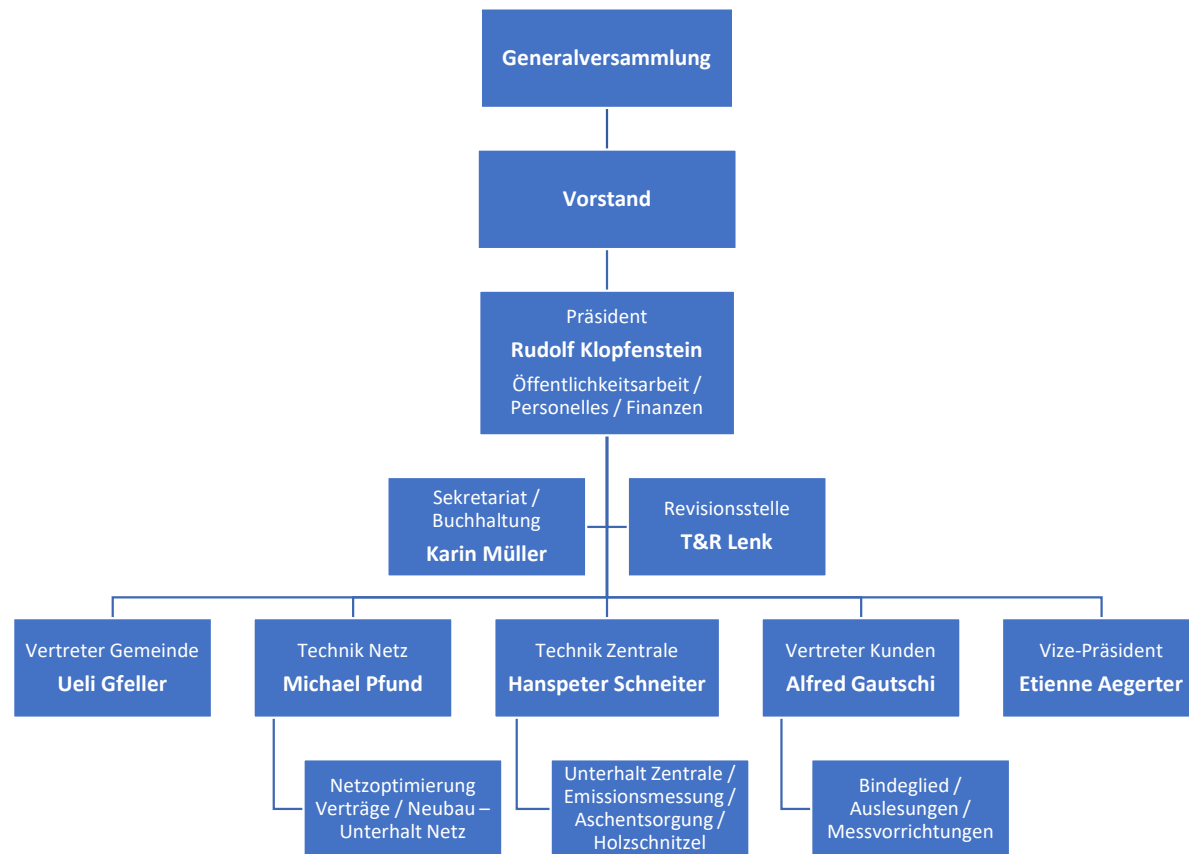 Generalversammlung
Vorstand
Präsident
Rudolf Klopfenstein
Öffentlichkeitsarbeit /
Personelles / Finanzen
Sekretariat /
Buchhaltung
Karin Müller
Revisionsstelle
T&R Lenk
Vertreter Gemeinde
Ueli Gfeller
Technik Netz
Michael Pfund
Technik Zentrale
Hanspeter Schneiter
Vertreter Kunden
Alfred Gautschi
Vize-Präsident
Etienne Aegerter
Netzoptimierung
Verträge / Neubau –
Unterhalt Netz
Unterhalt Zentrale /
Emissionsmessung /
Aschentsorgung /
Holzschnitzel
Bindeglied /
Auslesungen /
Messvorrichtungen